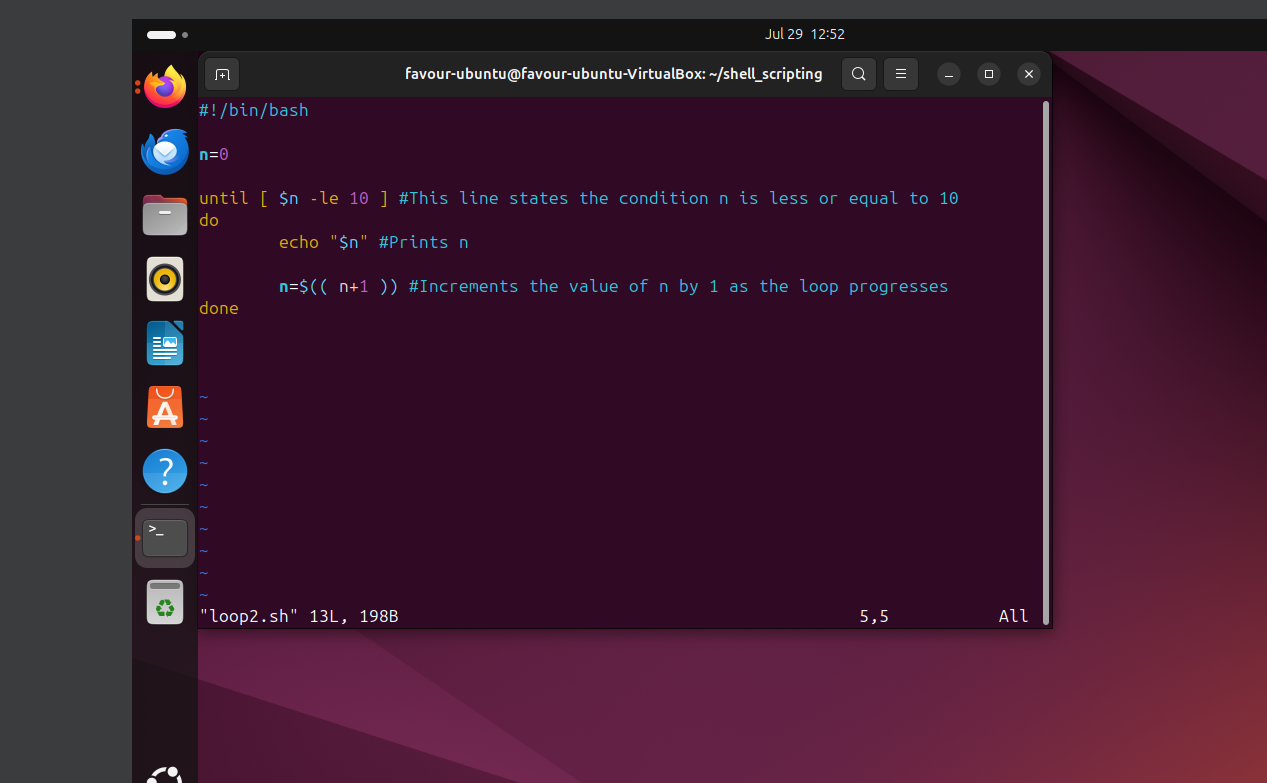 Jul 29 12:52
favour-ubuntu@favour-ubuntu-VirtualBox: ~/shell_scripting
#!/bin/bash
n=0
until [ $n -le 10 ] #This line states the condition n is less or equal to 10
do
echo "$n" #Prints n
n=$(( n+1 )) #Increments the value of n by 1 as the loop progresses
done
~
~
~
~
~
~
~
~
~
~
"loop2.sh" 13L, 198B 5,5 All